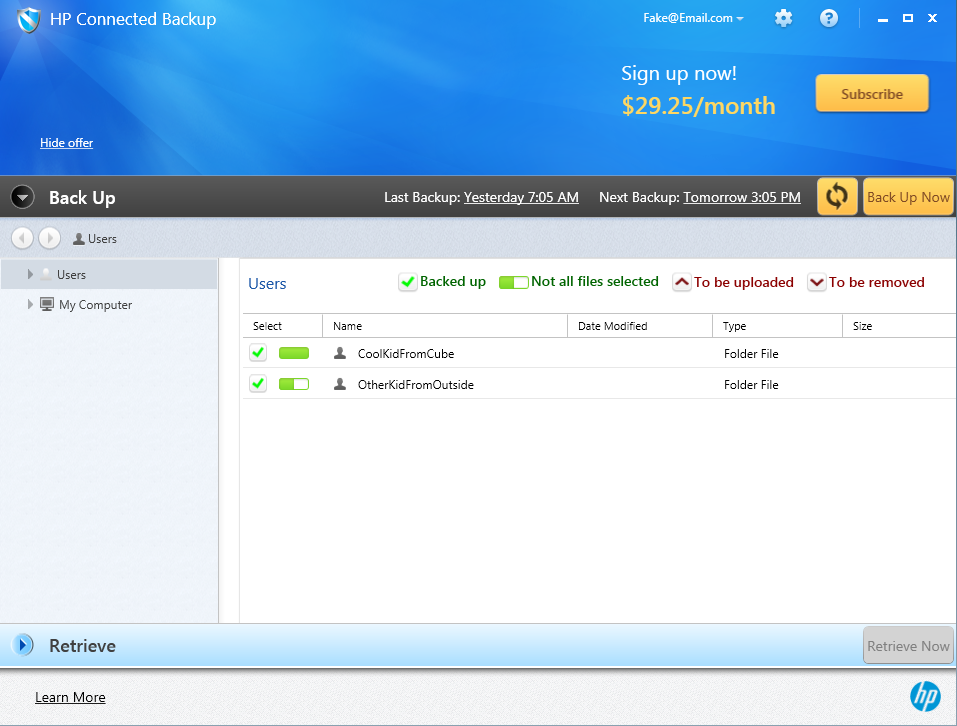 HP Connected Backup
Fake@Email.com
Sign up now!
$29.25/month
Subscribe
Hide offer
Back Up
Last Backup: Yesterday 7:05 AM
Next Backup: Tomorrow 3:05 PM
Back Up Now
Users
Users
My Computer
Users
Backed up
Not all files selected
To be uploaded
To be removed
Select Name Date Modified Type Size
CoolKidFromCube Folder File
OtherKidFromOutside Folder File
Retrieve
Retrieve Now
Learn More
hp